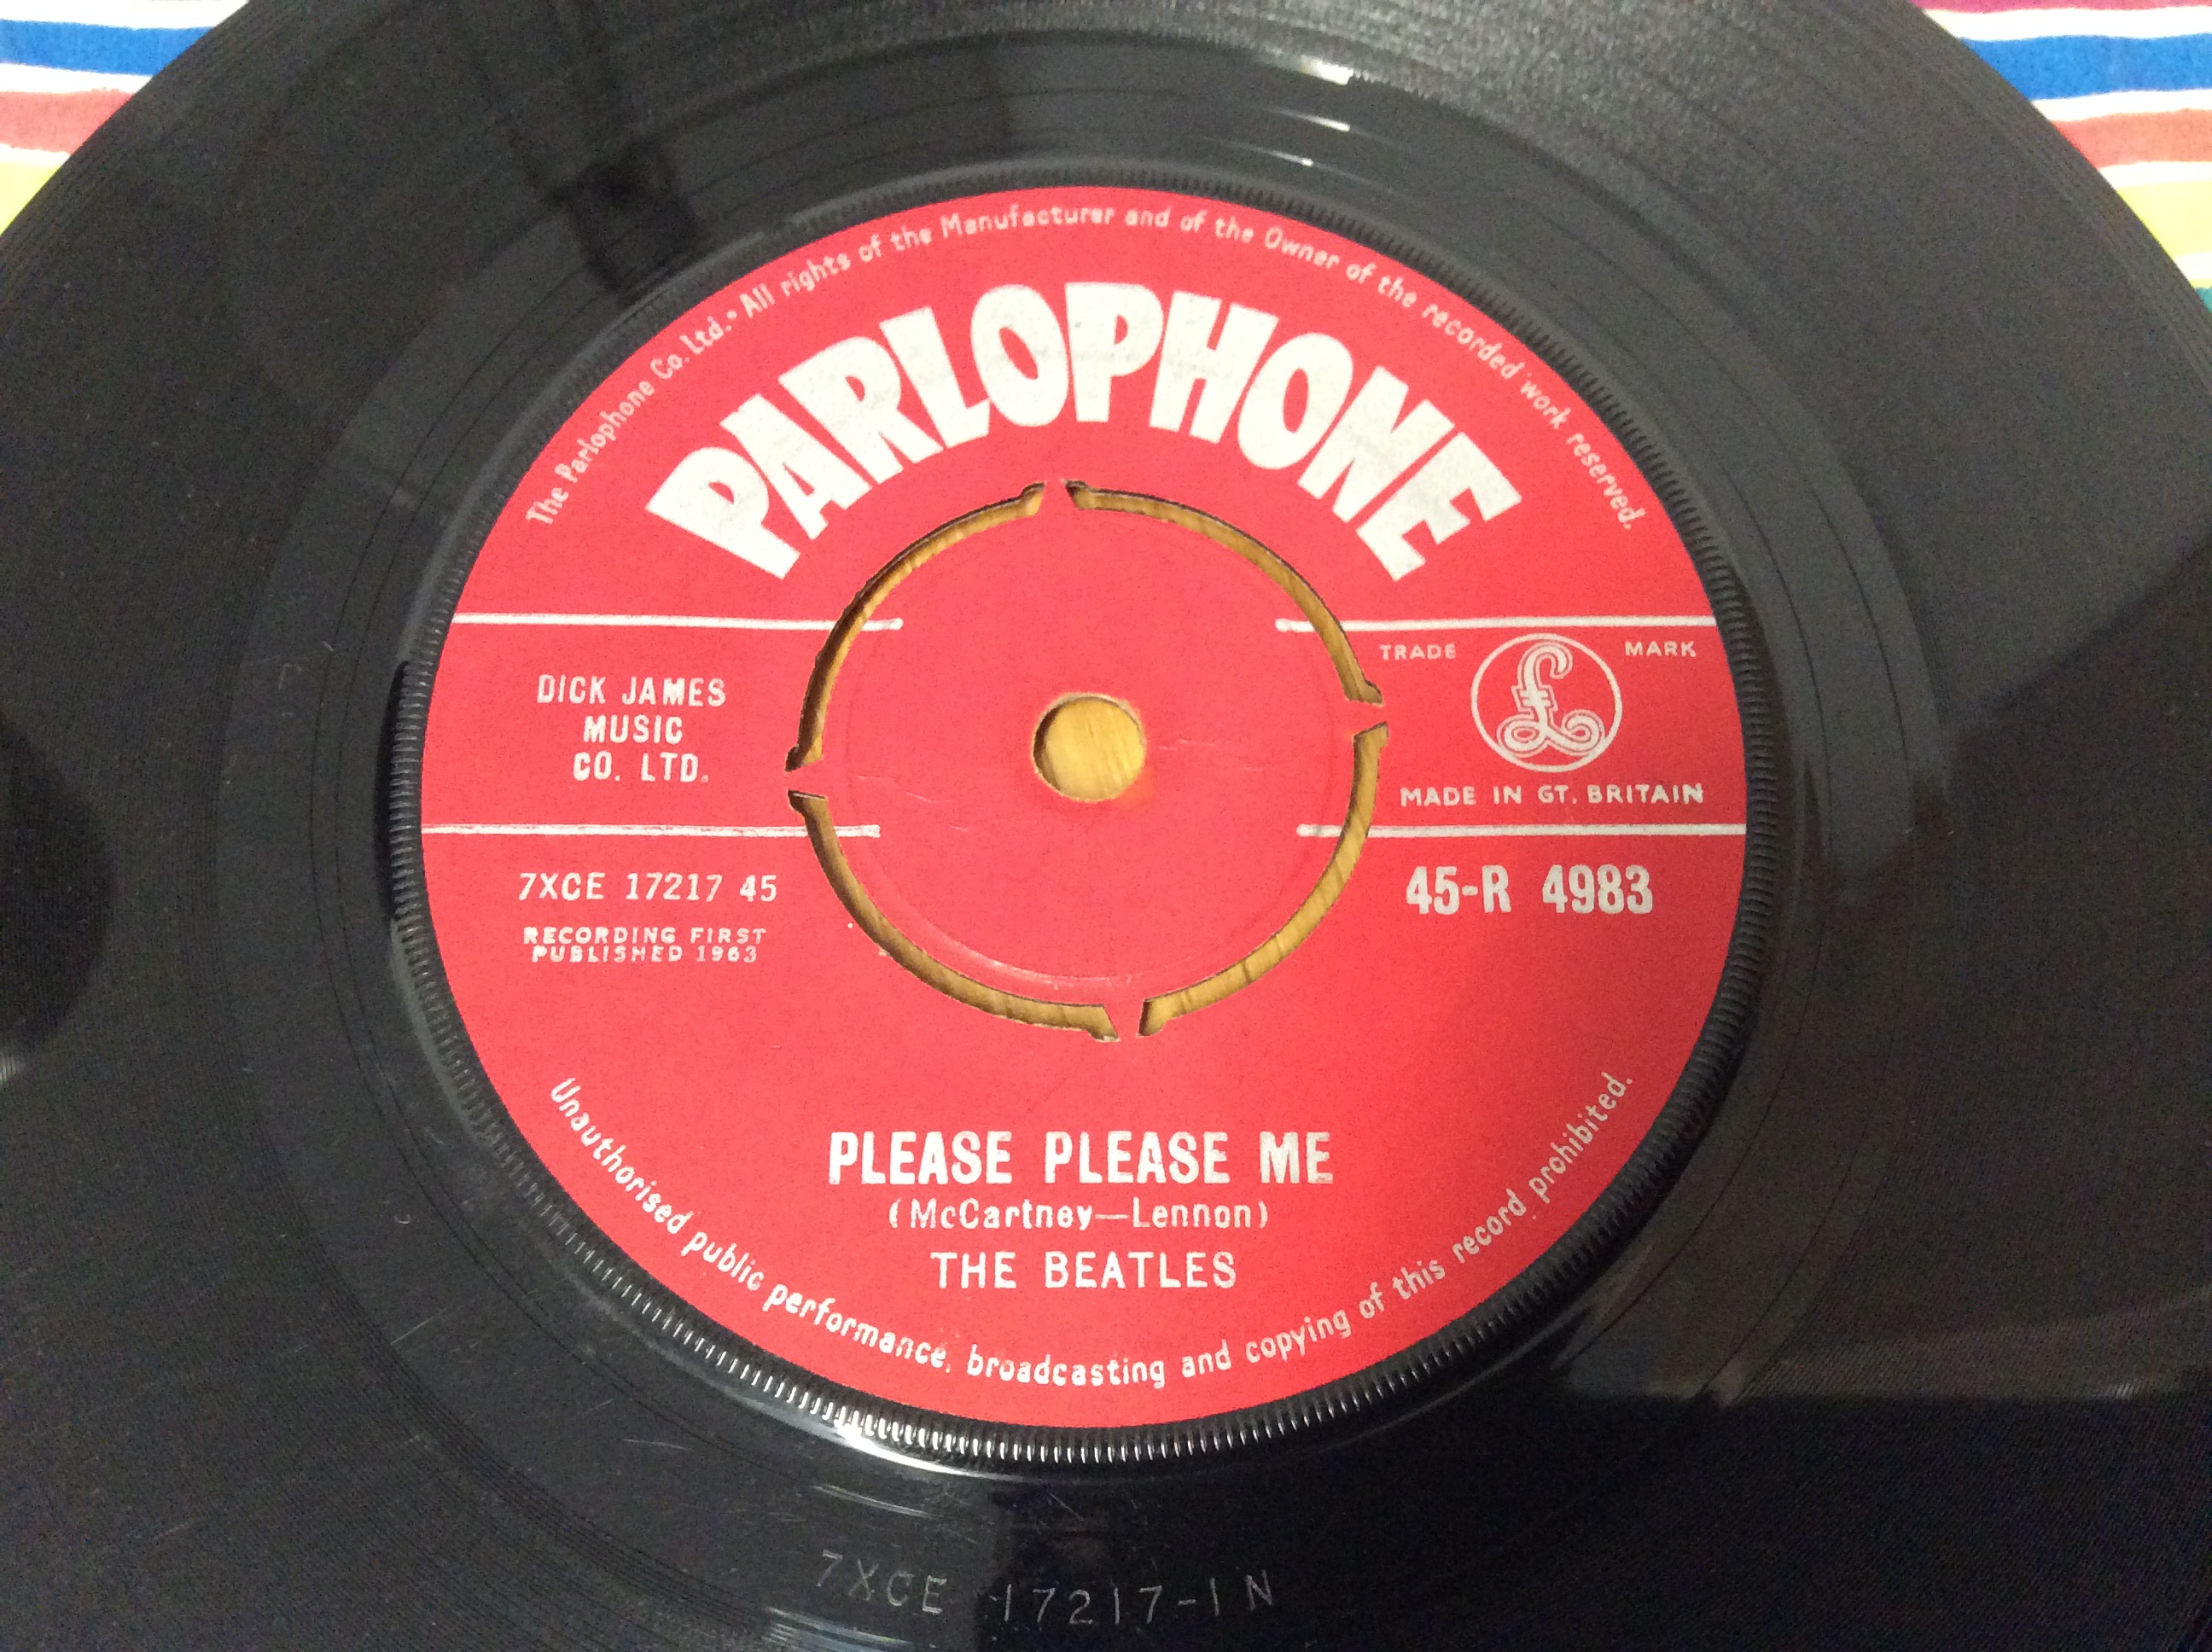 The Parlophone Co. Ltd. • All rights of the Manufacturer and of the Owner of the recorded work reserved.
PARLOPHONE
DICK JAMES
MUSIC
CO. LTD.
TRADE MARK
£
MADE IN GT. BRITAIN
7XCE 17217 45
RECORDING FIRST
PUBLISHED 1963
45-R 4983
PLEASE PLEASE ME
(McCartney—Lennon)
THE BEATLES
Unauthorised public performance, broadcasting and copying of this record prohibited.
7XCE 17217-1N